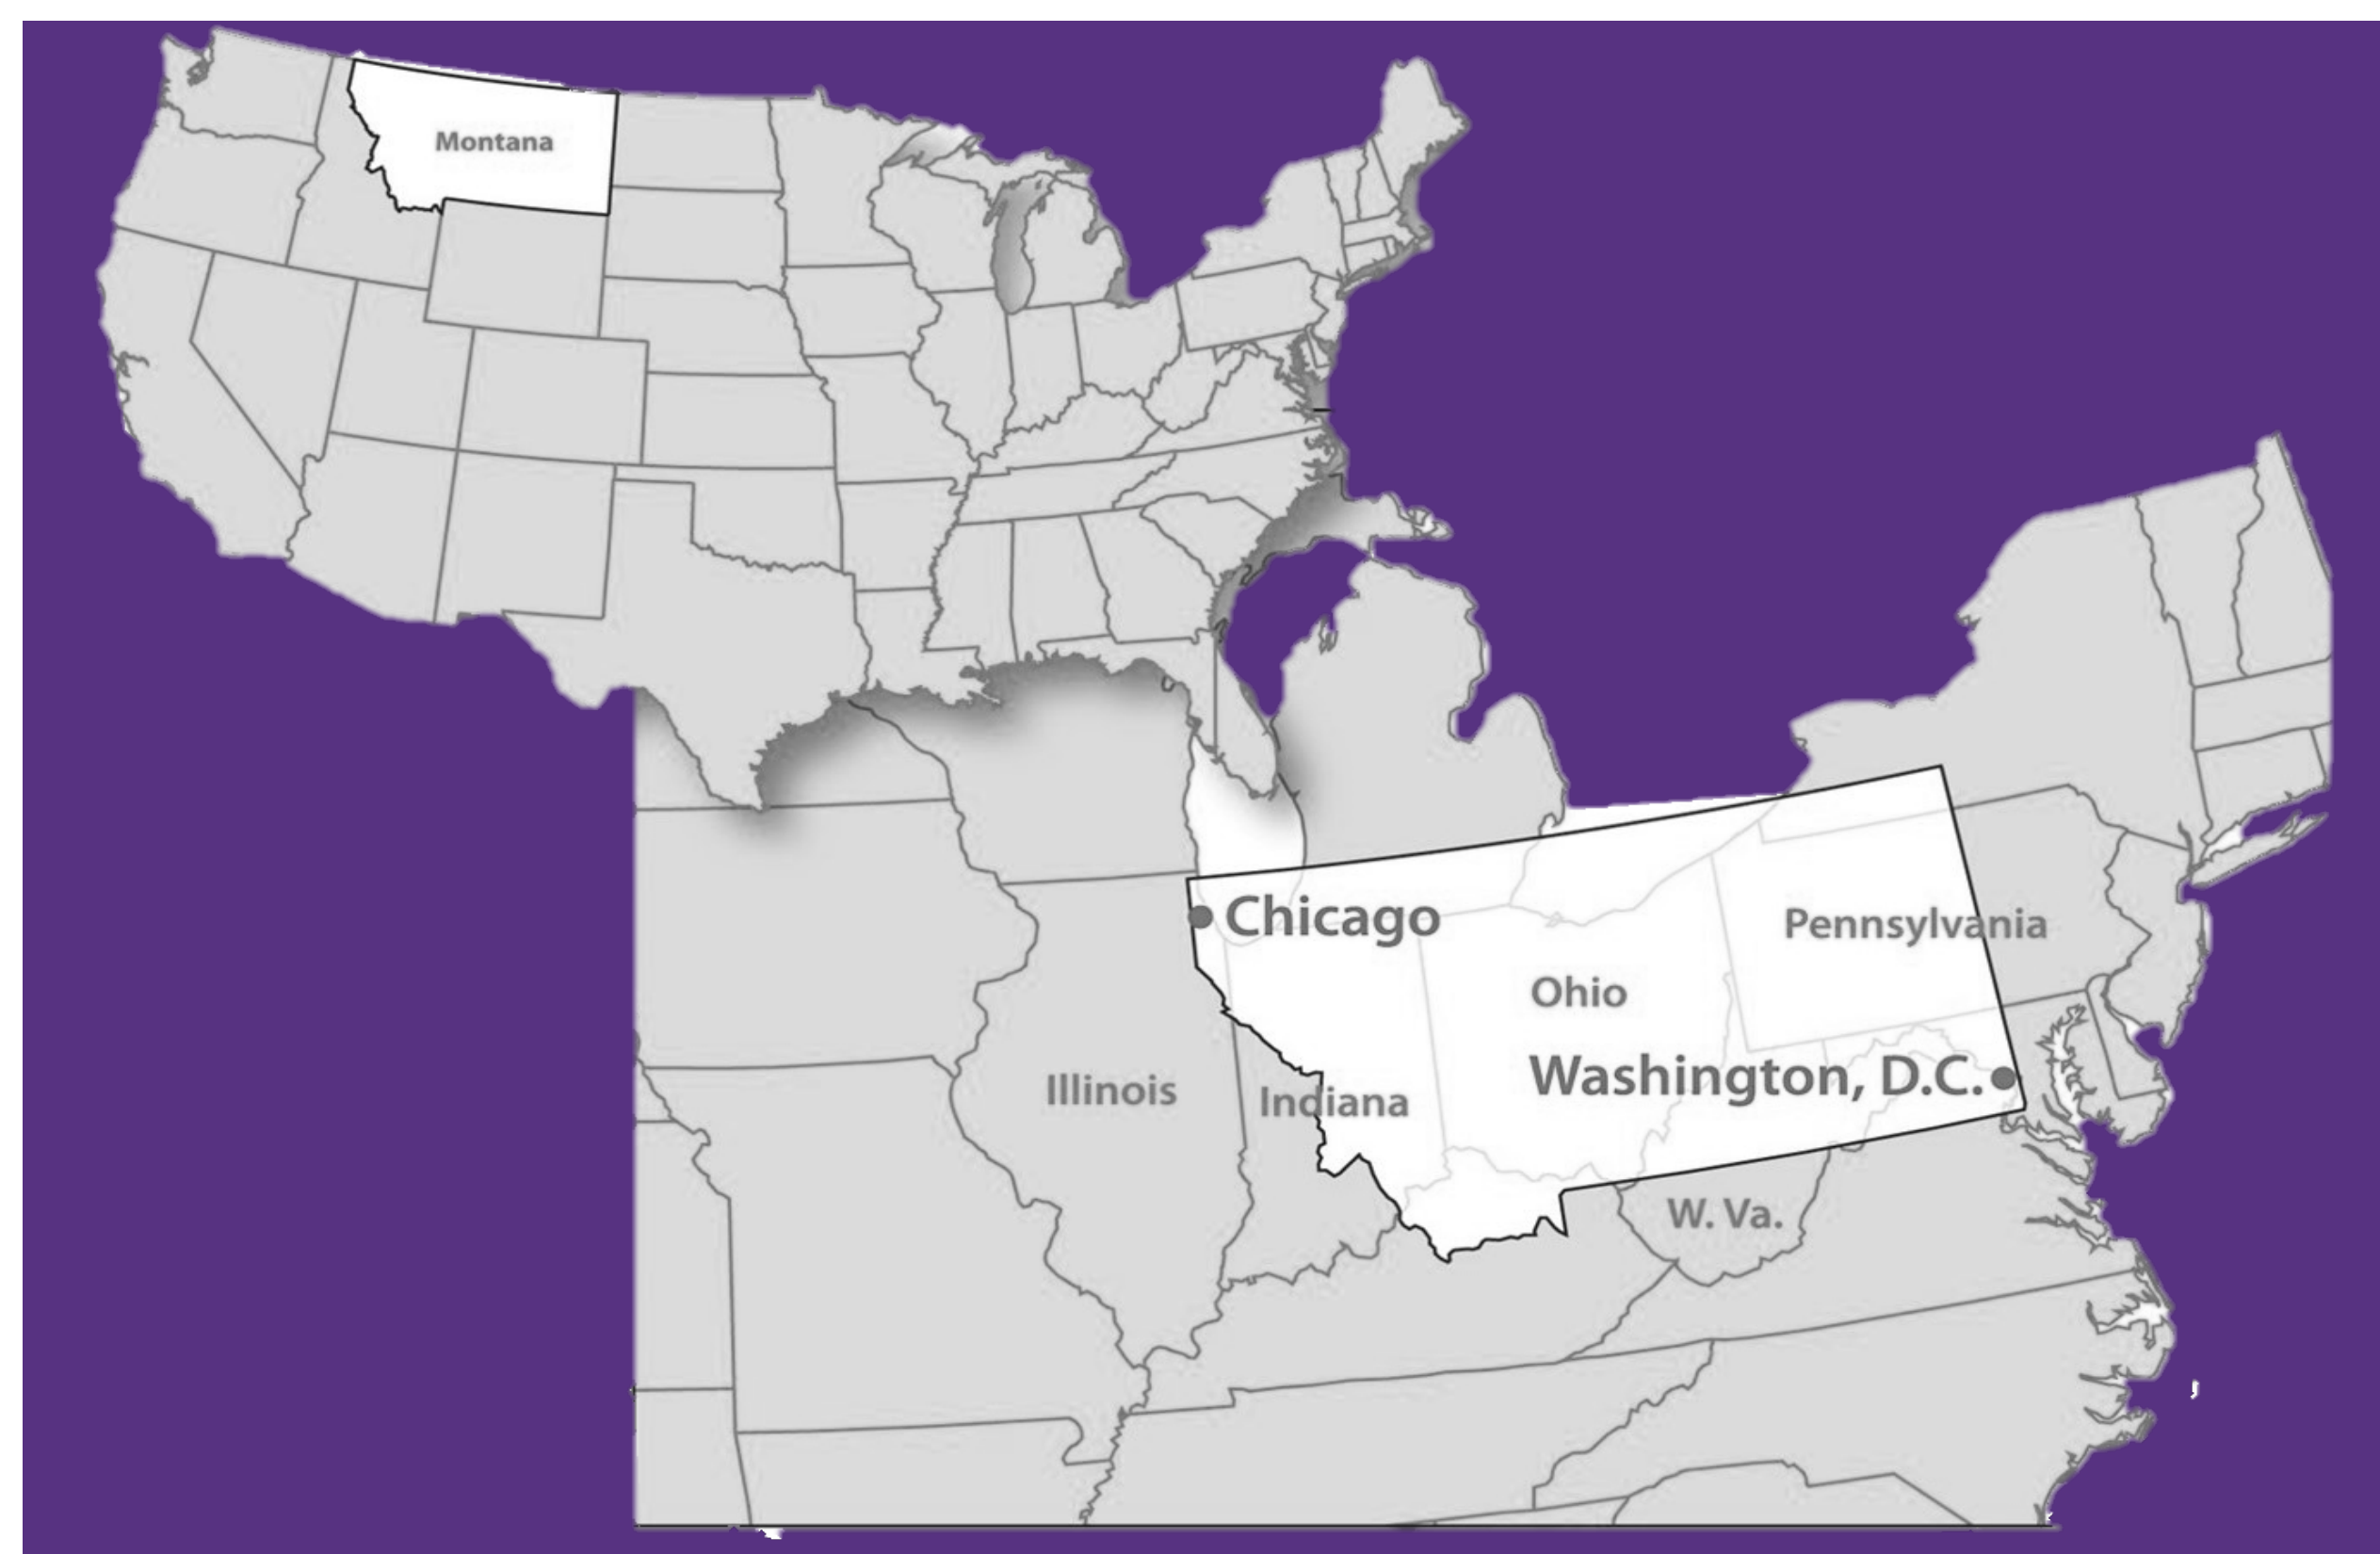 Montana
Chicago
Pennsylvania
Ohio
Washington, D.C.
Illinois
Indiana
W. Va.